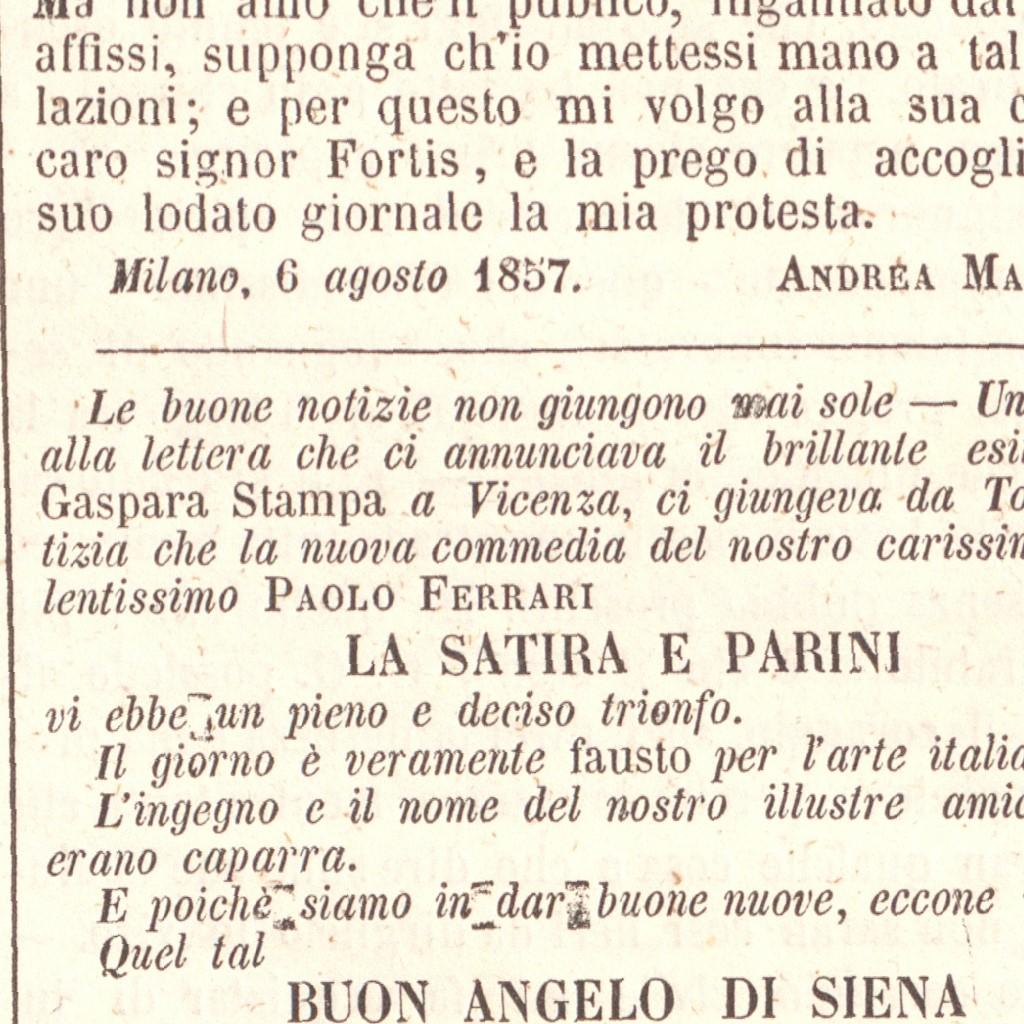 Ma non amo che il publico, ingannato dai
affissi, supponga ch'io mettessi mano a tal
lazioni; e per questo mi volgo alla sua c
caro signor Fortis, e la prego di accogli
suo lodato giornale la mia protesta.
Milano, 6 agosto 1857. ANDREA MA
Le buone notizie non giungono mai sole — Un
alla lettera che ci annunciava il brillante esi
Gaspara Stampa a Vicenza, ci giungeva da To
tizia che la nuova commedia del nostro carissim
lentissimo PAOLO FERRARI
LA SATIRA E PARINI
vi ebbe un pieno e deciso trionfo.
Il giorno è veramente fausto per l'arte italia
L'ingegno e il nome del nostro illustre amic
erano caparra.
E poichè siamo in dar buone nuove, eccone
Quel tal
BUON ANGELO DI SIENA